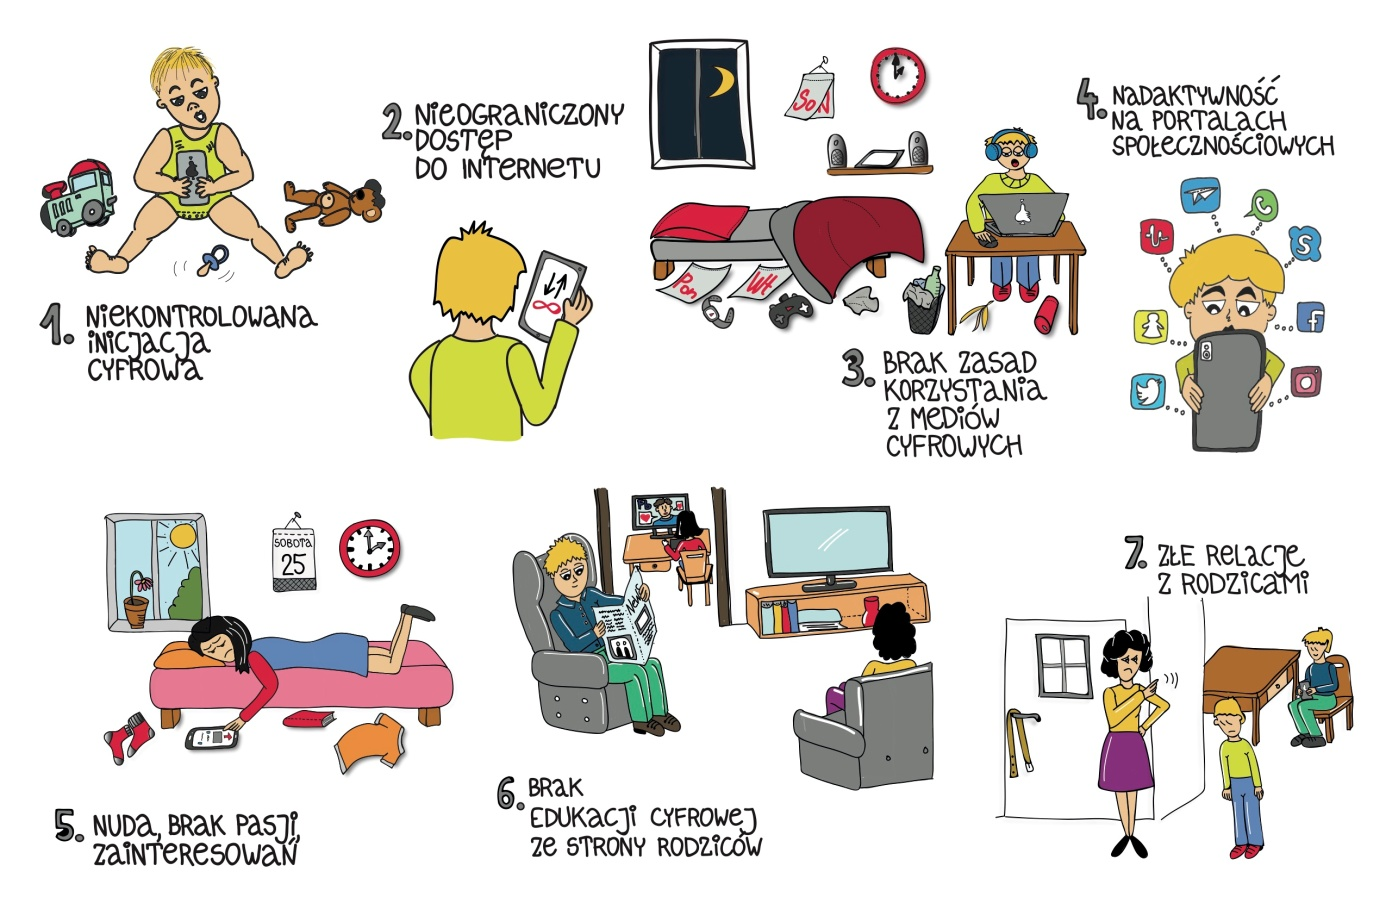 1. NIEKONTROLOWANA
INICJACJA
CYFROWA
2. NIEOGRANICZONY
DOSTĘP
DO INTERNETU
SoN
Pon
Wt
3. BRAK ZASAD
KORZYSTANIA
Z MEDIÓW
CYFROWYCH
4. NADAKTYWNOŚĆ
NA PORTALACH
SPOŁECZNOŚCIOWYCH
SOBOTA
25
5. NUDA, BRAK PASJI,
ZAINTERESOWAŃ
News
6. BRAK
EDUKACJI CYFROWEJ
ZE STRONY RODZICÓW
7. ZŁE RELACJE
Z RODZICAMI